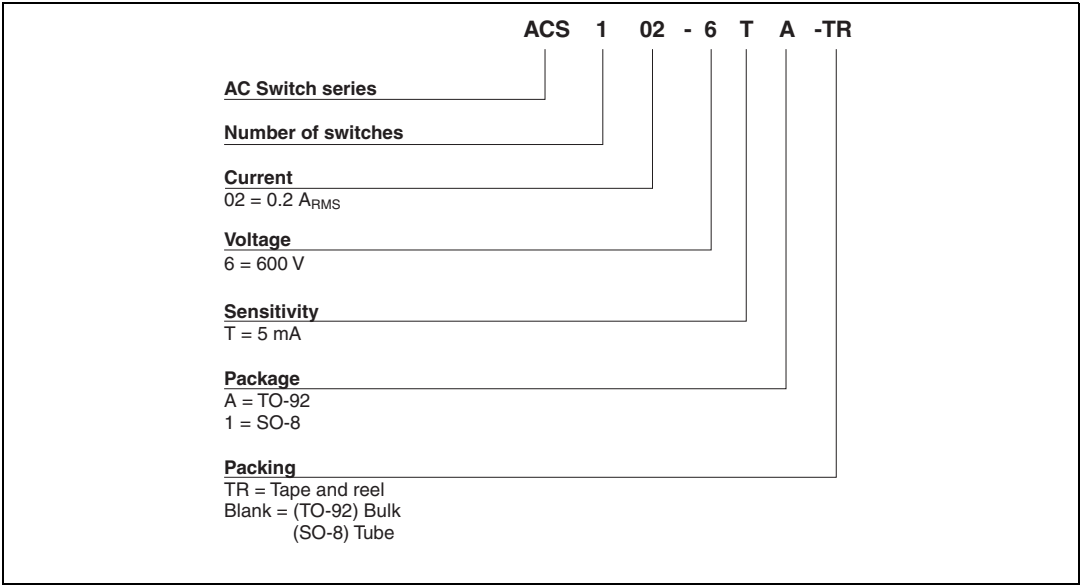 ACS 1 02 - 6 T A -TR
AC Switch series
Number of switches
Current
02 = 0.2 ARMS
Voltage
6 = 600 V
Sensitivity
T = 5 mA
Package
A = TO-92
1 = SO-8
Packing
TR = Tape and reel
Blank = (TO-92) Bulk
(SO-8) Tube